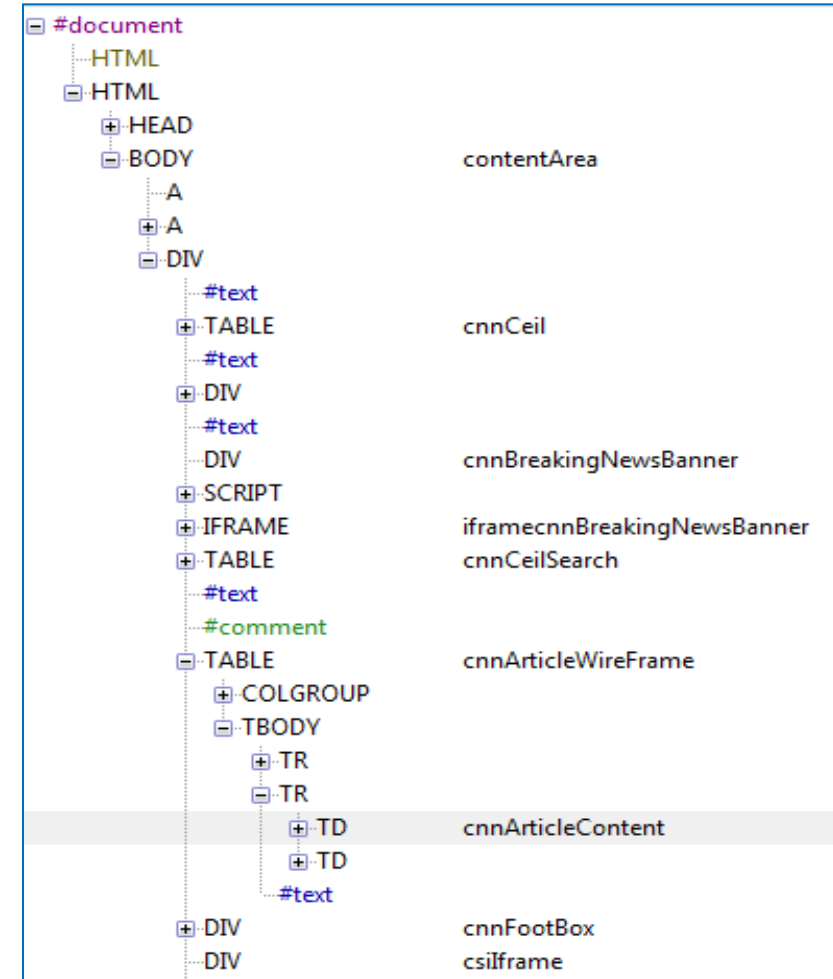 #document
HTML
HTML
HEAD
BODY contentArea
A
A
DIV
#text
TABLE cnnCeil
#text
DIV
#text
DIV cnnBreakingNewsBanner
SCRIPT
IFRAME iframecnnBreakingNewsBanner
TABLE cnnCeilSearch
#text
#comment
TABLE cnnArticleWireFrame
COLGROUP
TBODY
TR
TR
TD cnnArticleContent
TD
#text
DIV cnnFootBox
DIV csiIframe